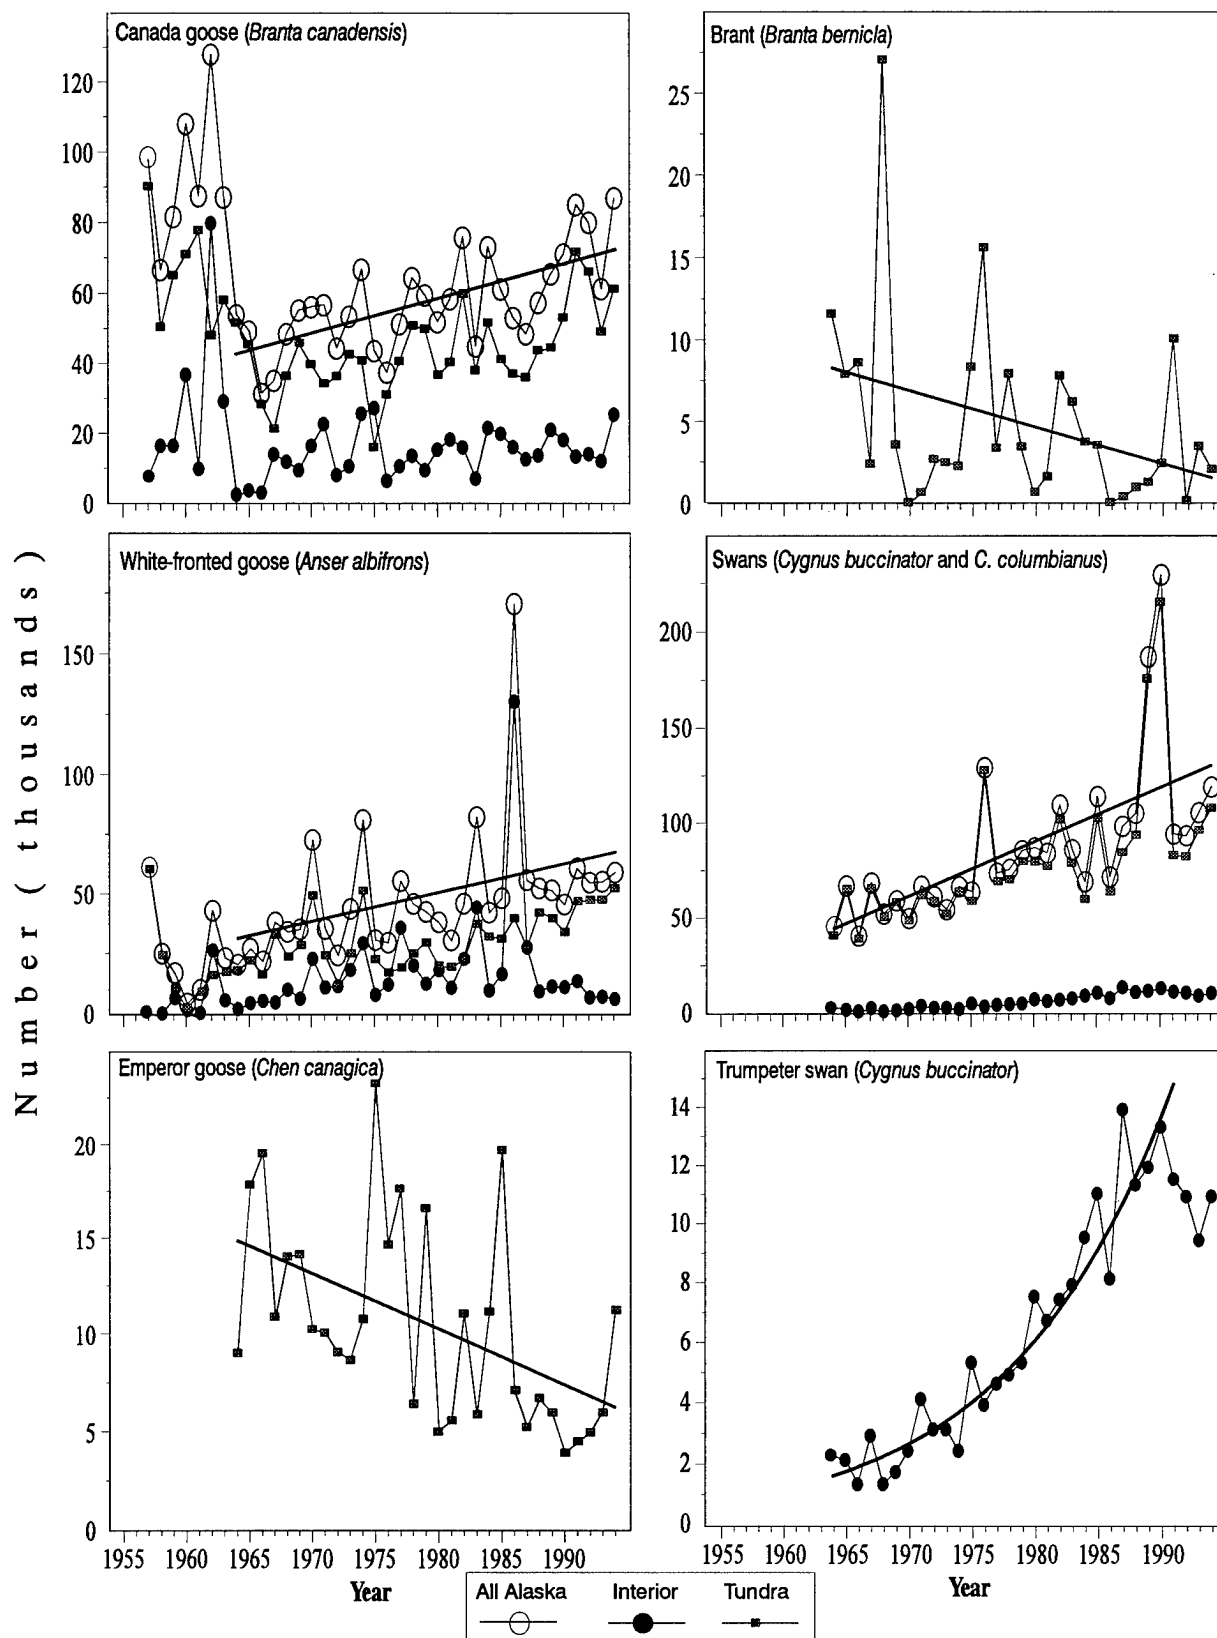 Number (thousands)
Canada goose (Branta canadensis)
120
100
80
60
40
20
0
Brant (Branta bernicla)
25
20
15
10
5
0
White-fronted goose (Anser albifrons)
150
100
50
0
Swans (Cygnus buccinator and C. columbianus)
200
150
100
50
0
Emperor goose (Chen canagica)
20
15
10
5
0
1955 1960 1965 1970 1975 1980 1985 1990
Year
Trumpeter swan (Cygnus buccinator)
14
12
10
8
6
4
2
0
1955 1960 1965 1970 1975 1980 1985 1990
Year
All Alaska Interior Tundra